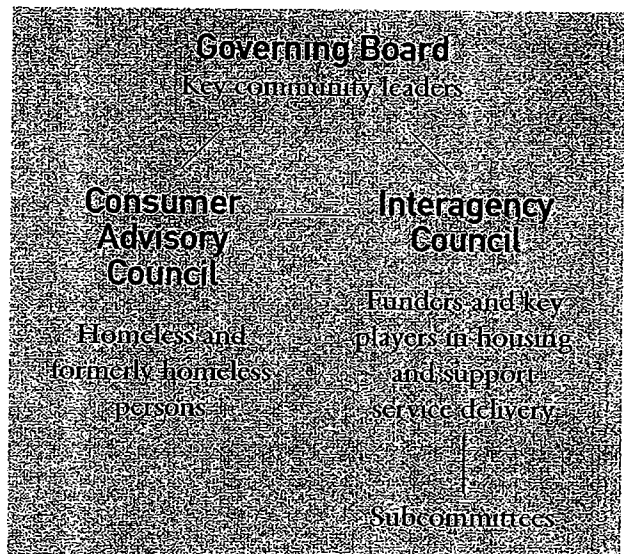 Governing Board
Key community leaders
Consumer
Advisory
Council
Homeless and
formerly homeless
persons
Interagency
Council
Funders and key
players in housing
and support
service delivery
Subcommittees